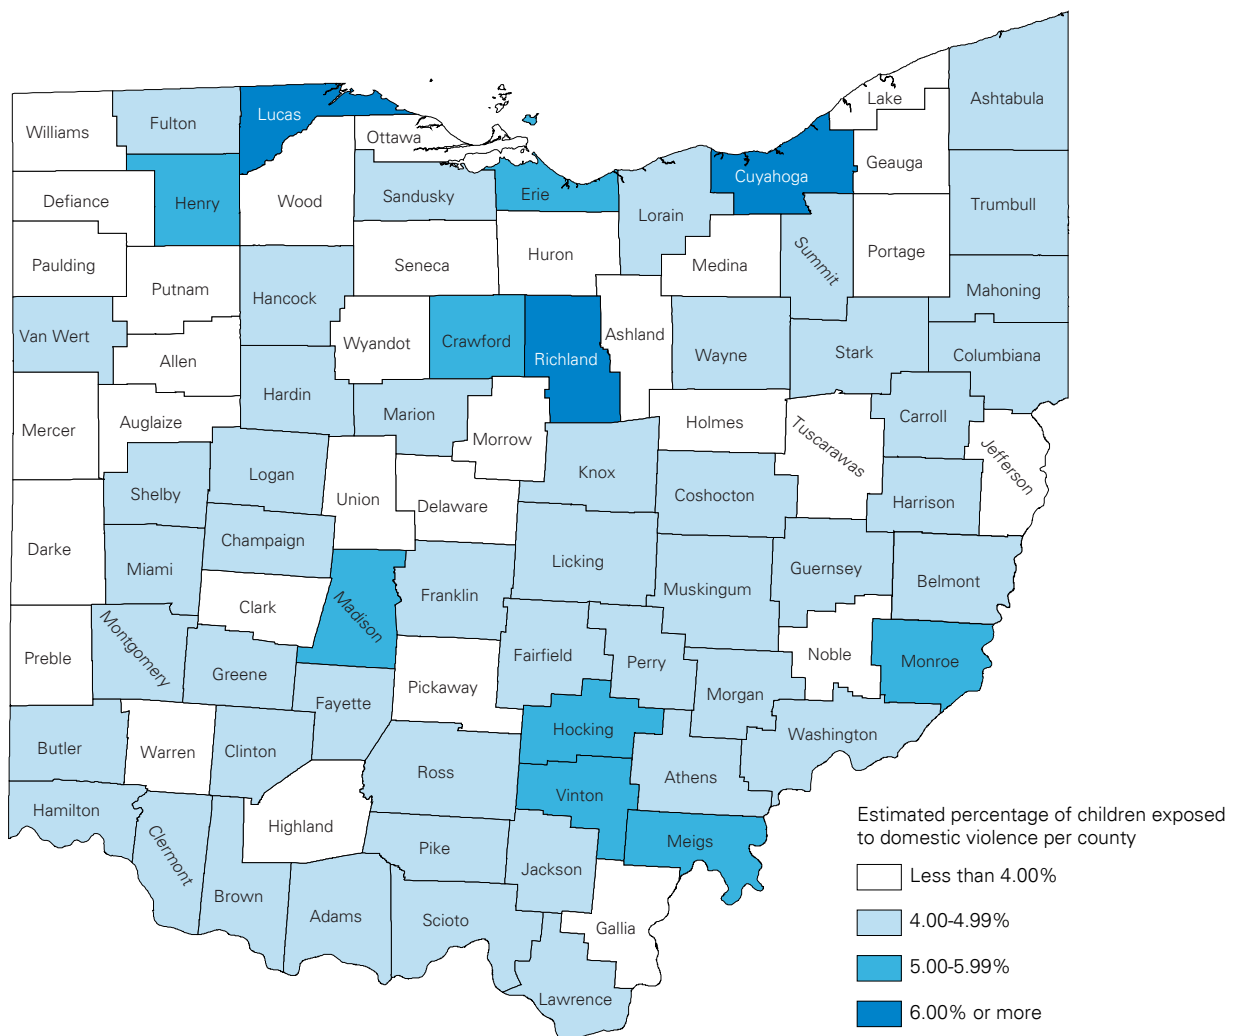 Lake
Ashtabula
Lucas
Fulton
Williams
Ottawa
Geauga
Cuyahoga
Sandusky
Erie
Defiance
Henry
Wood
Trumbull
Lorain
Summit
Portage
Huron
Seneca
Medina
Paulding
Putnam
Mahoning
Hancock
Van Wert
Ashland
Wyandot
Crawford
Richland
Wayne
Stark
Columbiana
Allen
Hardin
Marion
Carroll
Mercer
Auglaize
Morrow
Holmes
Tuscarawas
Jefferson
Logan
Knox
Shelby
Union
Coshocton
Harrison
Delaware
Darke
Champaign
Miami
Licking
Guernsey
Belmont
Franklin
Muskingum
Clark
Madison
Montgomery
Preble
Greene
Fairfield
Perry
Noble
Monroe
Pickaway
Morgan
Fayette
Hocking
Washington
Butler
Warren
Clinton
Ross
Athens
Vinton
Hamilton
Highland
Clermont
Pike
Meigs
Jackson
Brown
Adams
Scioto
Gallia
Lawrence
Estimated percentage of children exposed
to domestic violence per county
Less than 4.00%
4.00-4.99%
5.00-5.99%
6.00% or more